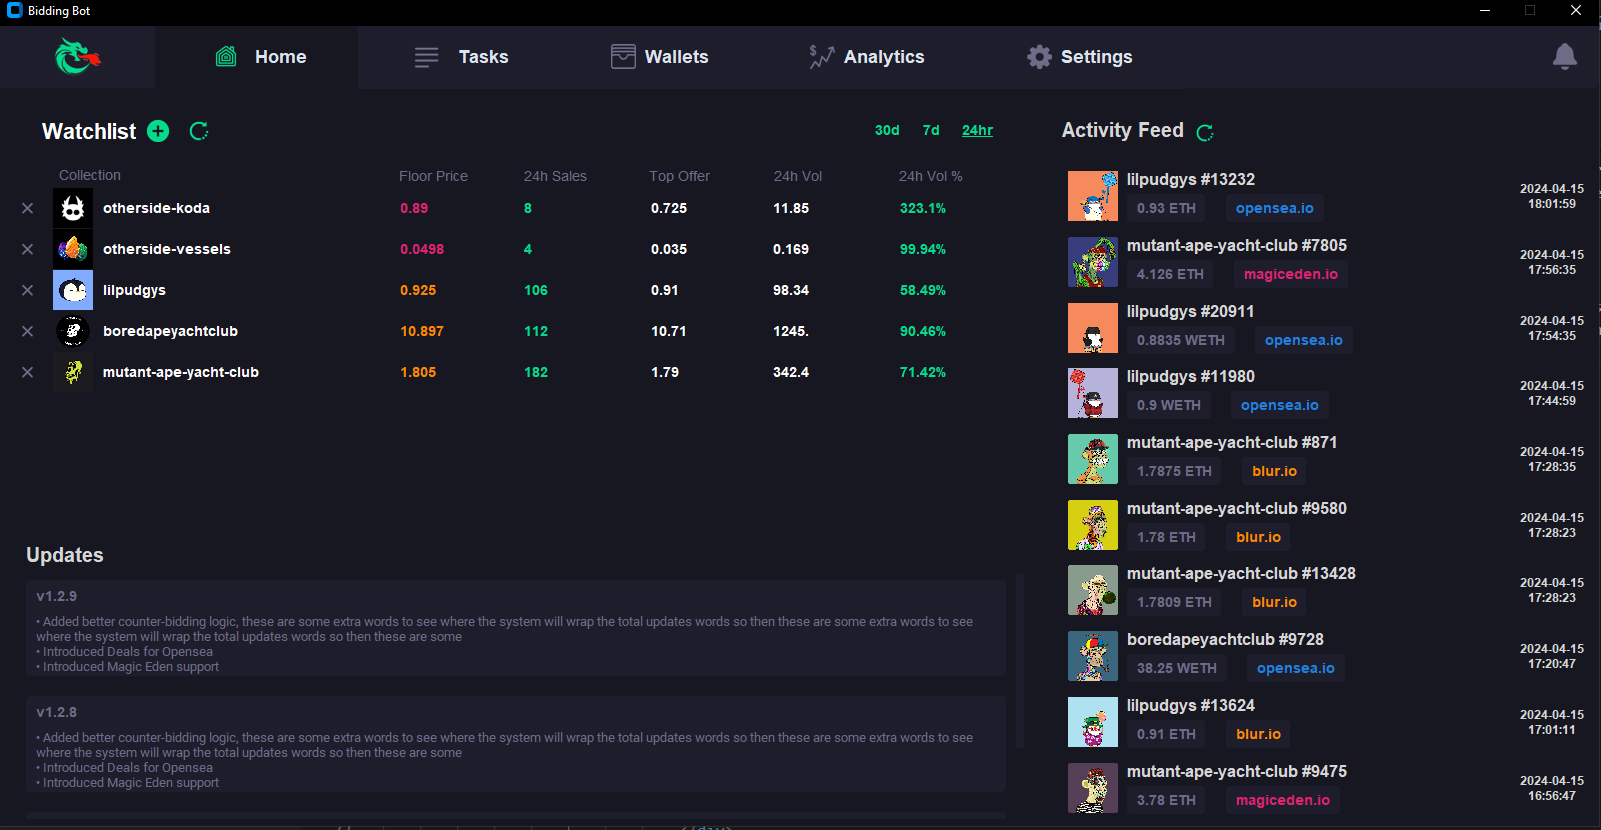 Bidding Bot
Home Tasks Wallets Analytics Settings
Watchlist 30d 7d 24hr
Collection Floor Price 24h Sales Top Offer 24h Vol 24h Vol %
otherside-koda 0.89 8 0.725 11.85 323.1%
otherside-vessels 0.0498 4 0.035 0.169 99.94%
lilpudgys 0.925 106 0.91 98.34 58.49%
boredapeyachtclub 10.897 112 10.71 1245. 90.46%
mutant-ape-yacht-club 1.805 182 1.79 342.4 71.42%
Updates
v1.2.9
• Added better counter-bidding logic, these are some extra words to see where the system will wrap the total updates words so then these are some extra words to see
where the system will wrap the total updates words so then these are some
• Introduced Deals for Opensea
• Introduced Magic Eden support
v1.2.8
• Added better counter-bidding logic, these are some extra words to see where the system will wrap the total updates words so then these are some extra words to see
where the system will wrap the total updates words so then these are some
• Introduced Deals for Opensea
• Introduced Magic Eden support
Activity Feed
lilpudgys #13232
0.93 ETH opensea.io
2024-04-15
18:01:59
mutant-ape-yacht-club #7805
4.126 ETH magiceden.io
2024-04-15
17:56:35
lilpudgys #20911
0.8835 WETH opensea.io
2024-04-15
17:54:35
lilpudgys #11980
0.9 WETH opensea.io
2024-04-15
17:44:59
mutant-ape-yacht-club #871
1.7875 ETH blur.io
2024-04-15
17:28:35
mutant-ape-yacht-club #9580
1.78 ETH blur.io
2024-04-15
17:28:23
mutant-ape-yacht-club #13428
1.7809 ETH blur.io
2024-04-15
17:28:23
boredapeyachtclub #9728
38.25 WETH opensea.io
2024-04-15
17:20:47
lilpudgys #13624
0.91 ETH blur.io
2024-04-15
17:01:11
mutant-ape-yacht-club #9475
3.78 ETH magiceden.io
2024-04-15
16:56:47